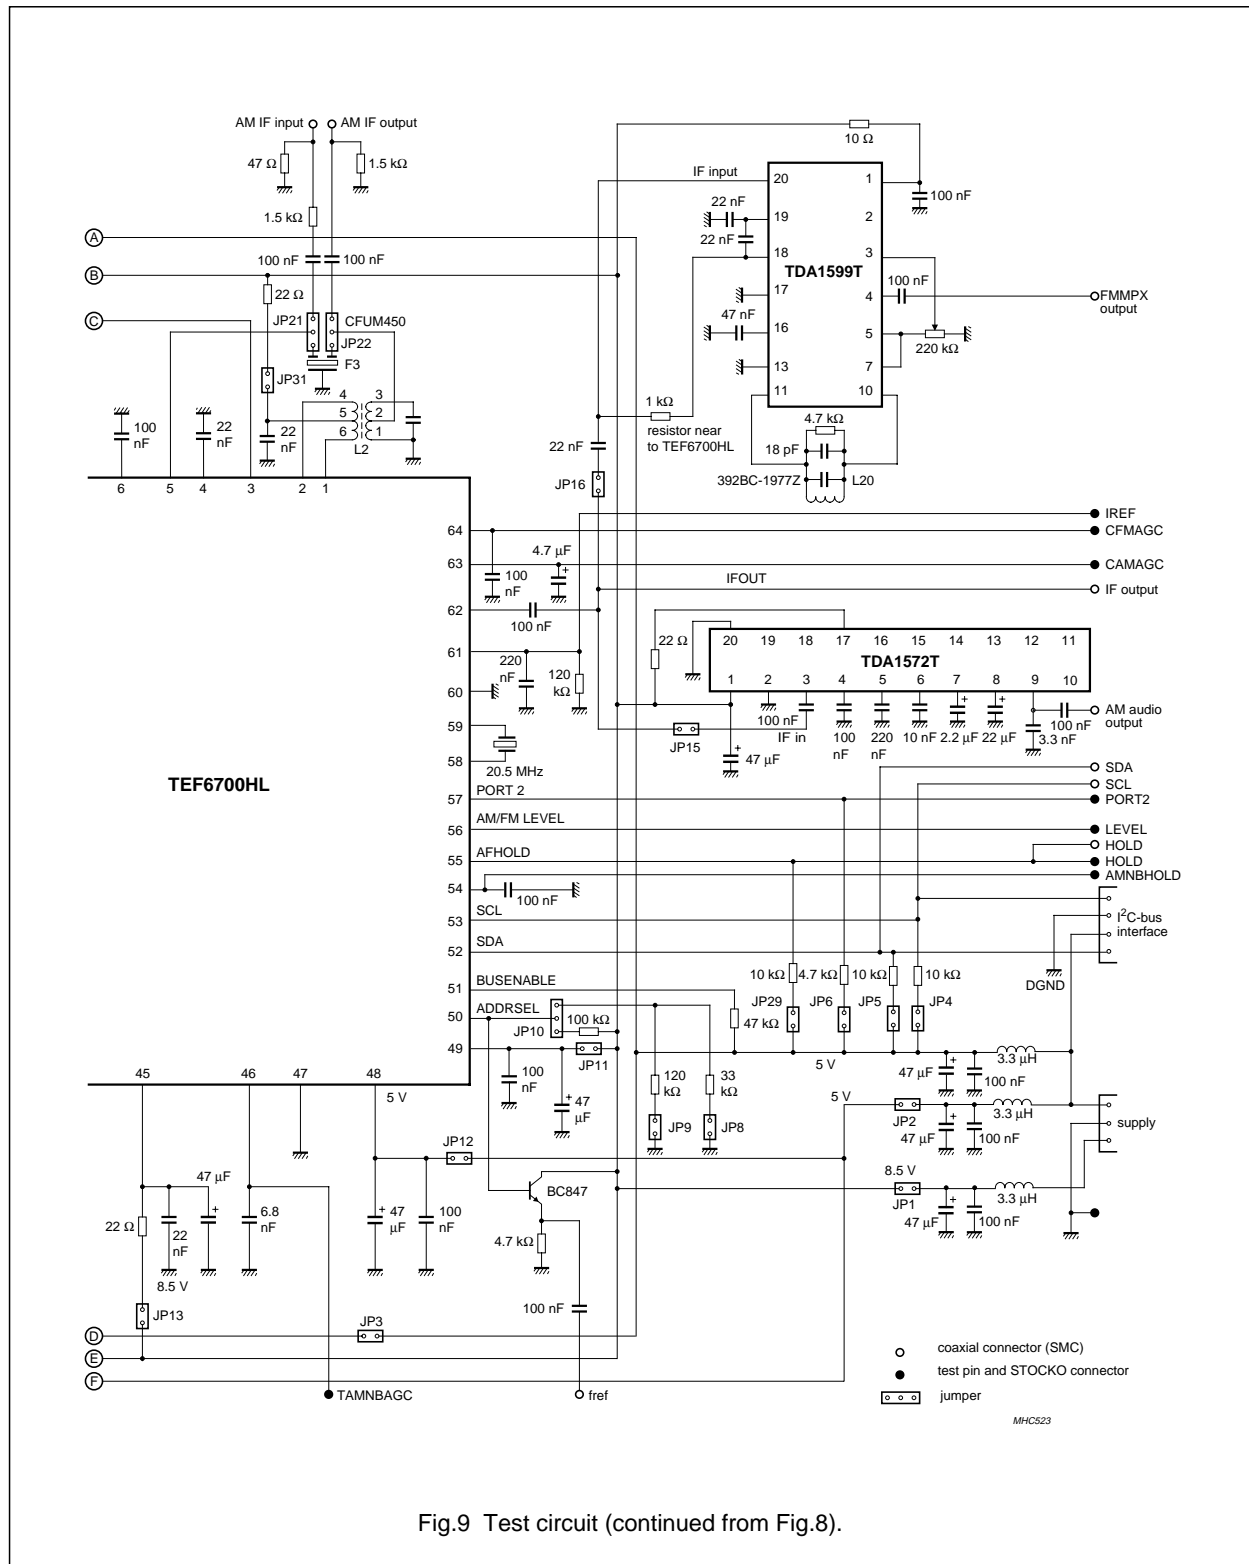 AM IF input
AM IF output
47 Ω
1.5 kΩ
1.5 kΩ
100 nF
100 nF
A
B
C
22 Ω
JP21
CFUM450
JP22
F3
JP31
4
5
6
3
2
1
L2
100 nF
22 nF
22 nF
6
5
4
3
2
1
10 Ω
IF input
20
1
100 nF
22 nF
19
2
22 nF
18
3
TDA1599T
100 nF
17
4
FMMPX output
47 nF
16
5
220 kΩ
13
7
11
10
1 kΩ
resistor near to TEF6700HL
4.7 kΩ
18 pF
392BC-1977Z
L20
22 nF
JP16
IREF
64
CFMAGC
4.7 µF
63
CAMAGC
100 nF
IFOUT
IF output
62
100 nF
22 Ω
20
19
18
17
16
15
14
13
12
11
TDA1572T
1
2
3
4
5
6
7
8
9
10
61
220 nF
120 kΩ
60
59
58
20.5 MHz
100 nF
IF in
JP15
47 µF
+
100 nF
220 nF
10 nF
2.2 µF
22 µF
3.3 nF
100 nF
AM audio output
TEF6700HL
SDA
SCL
57
PORT 2
PORT2
56
AM/FM LEVEL
LEVEL
HOLD
55
AFHOLD
HOLD
AMNBHOLD
54
100 nF
53
SCL
I²C-bus interface
52
SDA
DGND
51
BUSENABLE
10 kΩ
4.7 kΩ
10 kΩ
10 kΩ
JP29
JP6
JP5
JP4
47 kΩ
50
ADDRSEL
JP10
100 kΩ
49
JP11
5 V
3.3 µH
47 µF
100 nF
45
46
47
48
5 V
100 nF
47 µF
120 kΩ
33 kΩ
JP9
JP8
5 V
JP2
3.3 µH
supply
47 µF
100 nF
JP12
8.5 V
JP1
3.3 µH
47 µF
100 nF
BC847
47 µF
22 Ω
22 nF
6.8 nF
47 µF
100 nF
4.7 kΩ
8.5 V
JP13
100 nF
D
JP3
E
F
TAMNBAGC
fref
coaxial connector (SMC)
test pin and STOCKO connector
jumper
MHC523
Fig.9 Test circuit (continued from Fig.8).